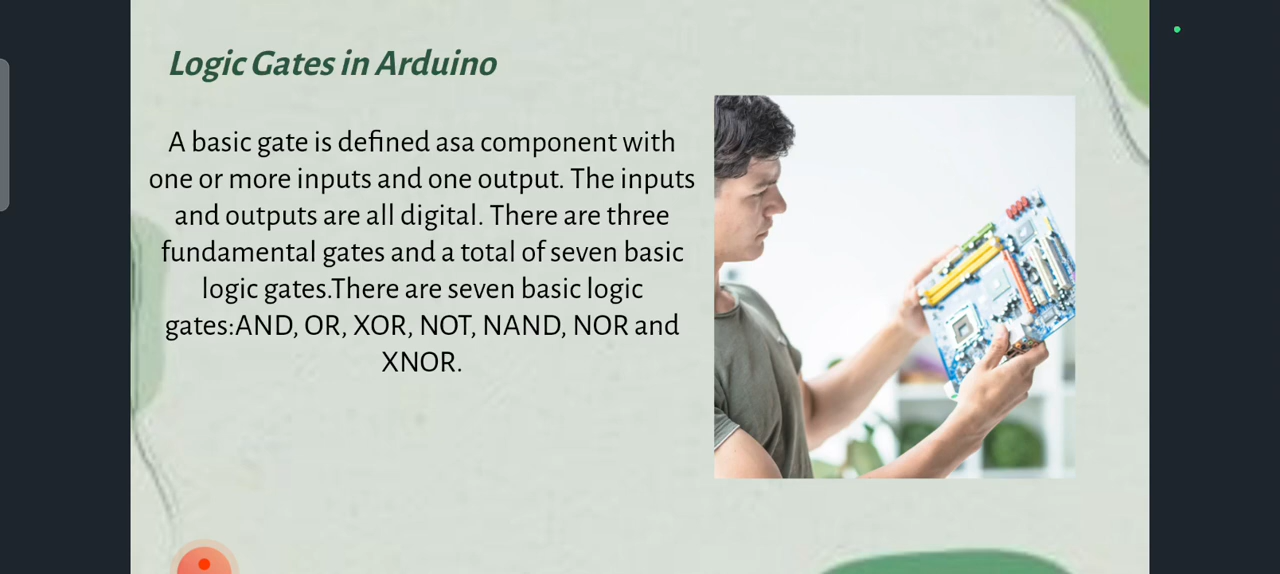 Logic Gates in Arduino
A basic gate is defined asa component with
one or more inputs and one output. The inputs
and outputs are all digital. There are three
fundamental gates and a total of seven basic
logic gates.There are seven basic logic
gates:AND, OR, XOR, NOT, NAND, NOR and
XNOR.